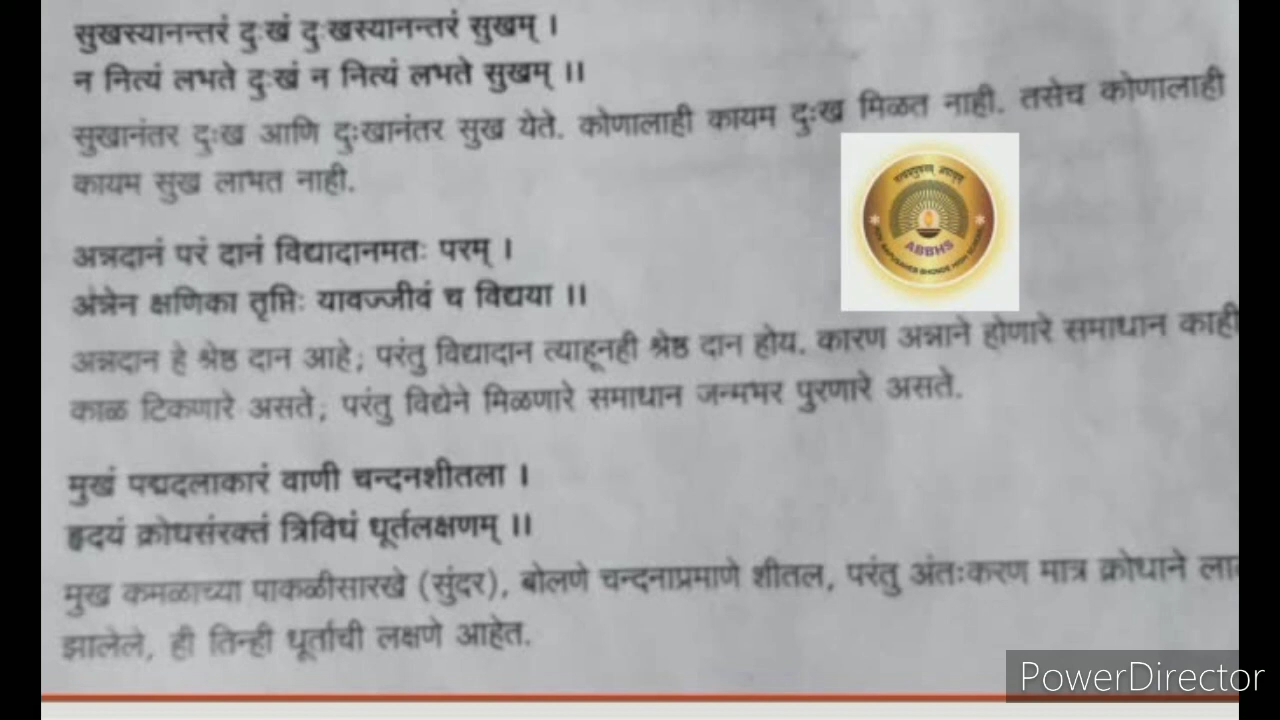 सुखस्यानन्तरं दुःखं दुःखस्यानन्तरं सुखम् ।
न नित्यं लभते दुःखं न नित्यं लभते सुखम् ।।
सुखानंतर दुःख आणि दुःखानंतर सुख येते. कोणालाही कायम दुःख मिळत नाही. तसेच कोणालाही
कायम सुख लाभत नाही.
अन्नदानं परं दानं विद्यादानमतः परम् ।
अन्नेन क्षणिका तृप्तिः यावज्जीवं च विद्यया ।।
अन्नदान हे श्रेष्ठ दान आहे; परंतु विद्यादान त्याहूनही श्रेष्ठ दान होय. कारण अन्नाने होणारे समाधान काही
काळ टिकणारे असते; परंतु विद्येने मिळणारे समाधान जन्मभर पुरणारे असते.
मुखं पद्मदलाकारं वाणी चन्दनशीतला ।
हृदयं क्रोधसंरक्तं त्रिविधं धूर्तलक्षणम् ।।
मुख कमळाच्या पाकळीसारखे (सुंदर), बोलणे चन्दनाप्रमाणे शीतल, परंतु अंतःकरण मात्र क्रोधाने
झालेले, ही तिन्ही धूर्ताची लक्षणे आहेत.
ABBHS
PowerDirector